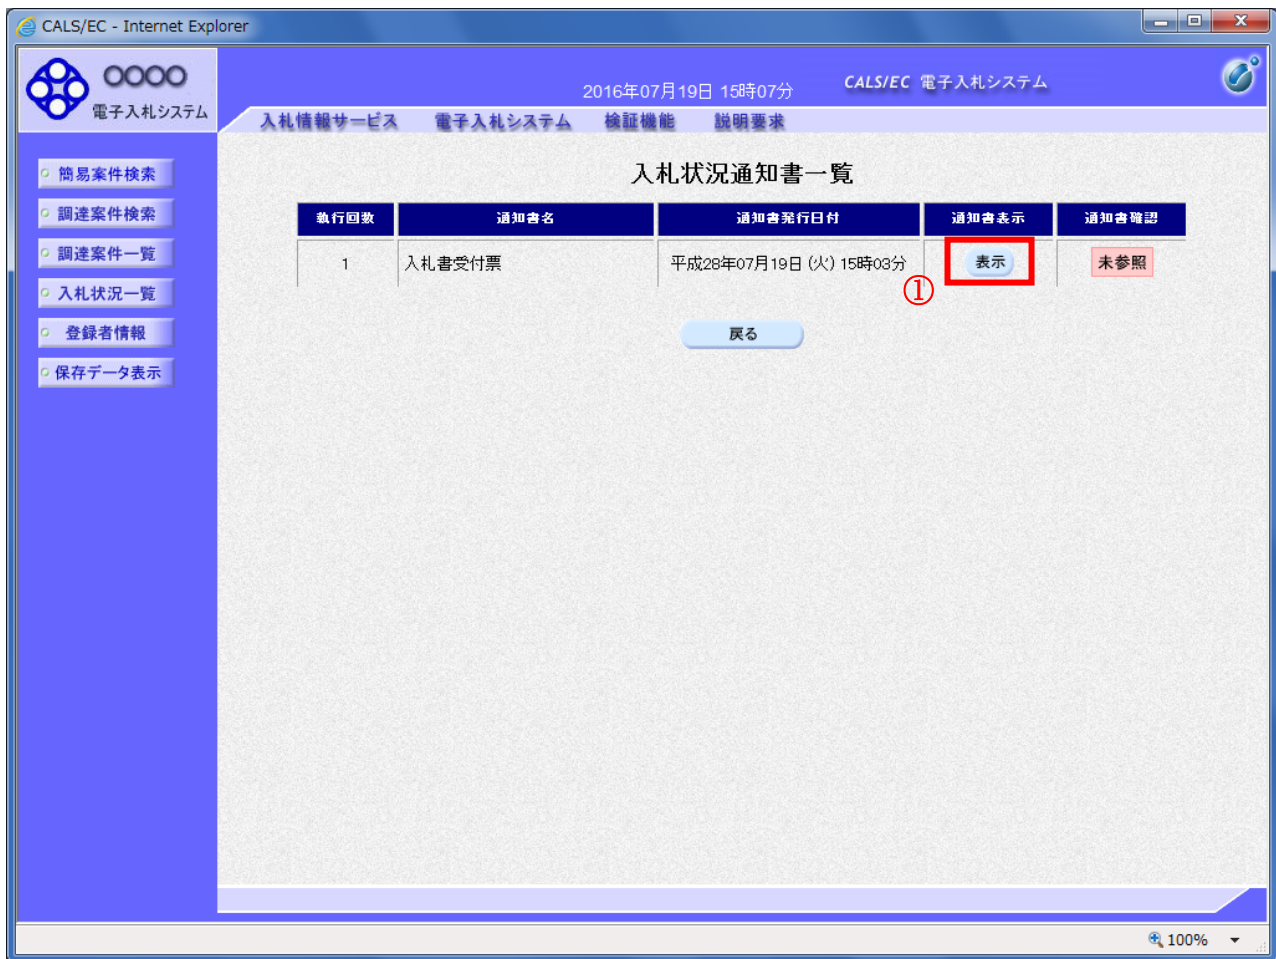 CALS/EC - Internet Explorer
○○○○
電子入札システム
2016年07月19日 15時07分
CALS/EC 電子入札システム
入札情報サービス 電子入札システム 検証機能 説明要求
簡易案件検索
調達案件検索
調達案件一覧
入札状況一覧
登録者情報
保存データ表示
入札状況通知書一覧
執行回数 通知書名 通知書発行日付 通知書表示 通知書確認
1 入札書受付票 平成28年07月19日 (火) 15時03分 表示 未参照
①
戻る
100%